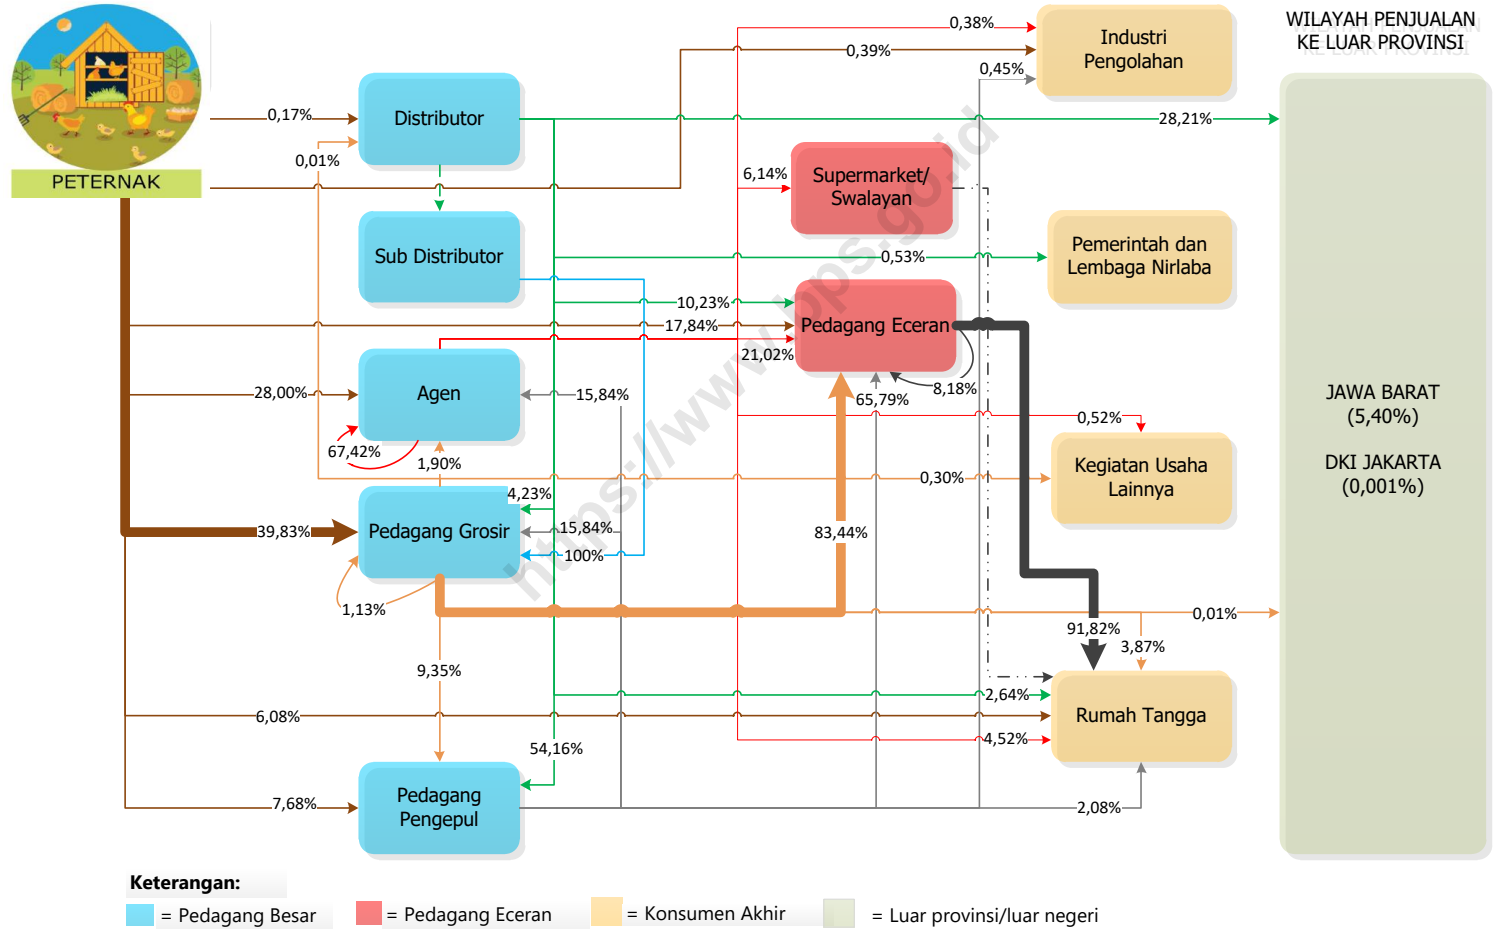 WILAYAH PENJUALAN
KE LUAR PROVINSI
PETERNAK
0,38%
0,39%
0,45%
Industri
Pengolahan
0,17%
Distributor
28,21%
0,01%
6,14%
Supermarket/
Swalayan
Sub Distributor
0,53%
Pemerintah dan
Lembaga Nirlaba
10,23%
17,84%
Pedagang Eceran
21,02%
8,18%
28,00%
Agen
15,84%
65,79%
67,42%
1,90%
0,52%
JAWA BARAT
(5,40%)
DKI JAKARTA
(0,001%)
0,30%
Kegiatan Usaha
Lainnya
4,23%
39,83%
Pedagang Grosir
15,84%
100%
83,44%
1,13%
0,01%
91,82%
3,87%
9,35%
2,64%
6,08%
Rumah Tangga
4,52%
54,16%
7,68%
Pedagang
Pengepul
2,08%
https://www.bps.go.id
Keterangan:
= Pedagang Besar
= Pedagang Eceran
= Konsumen Akhir
= Luar provinsi/luar negeri